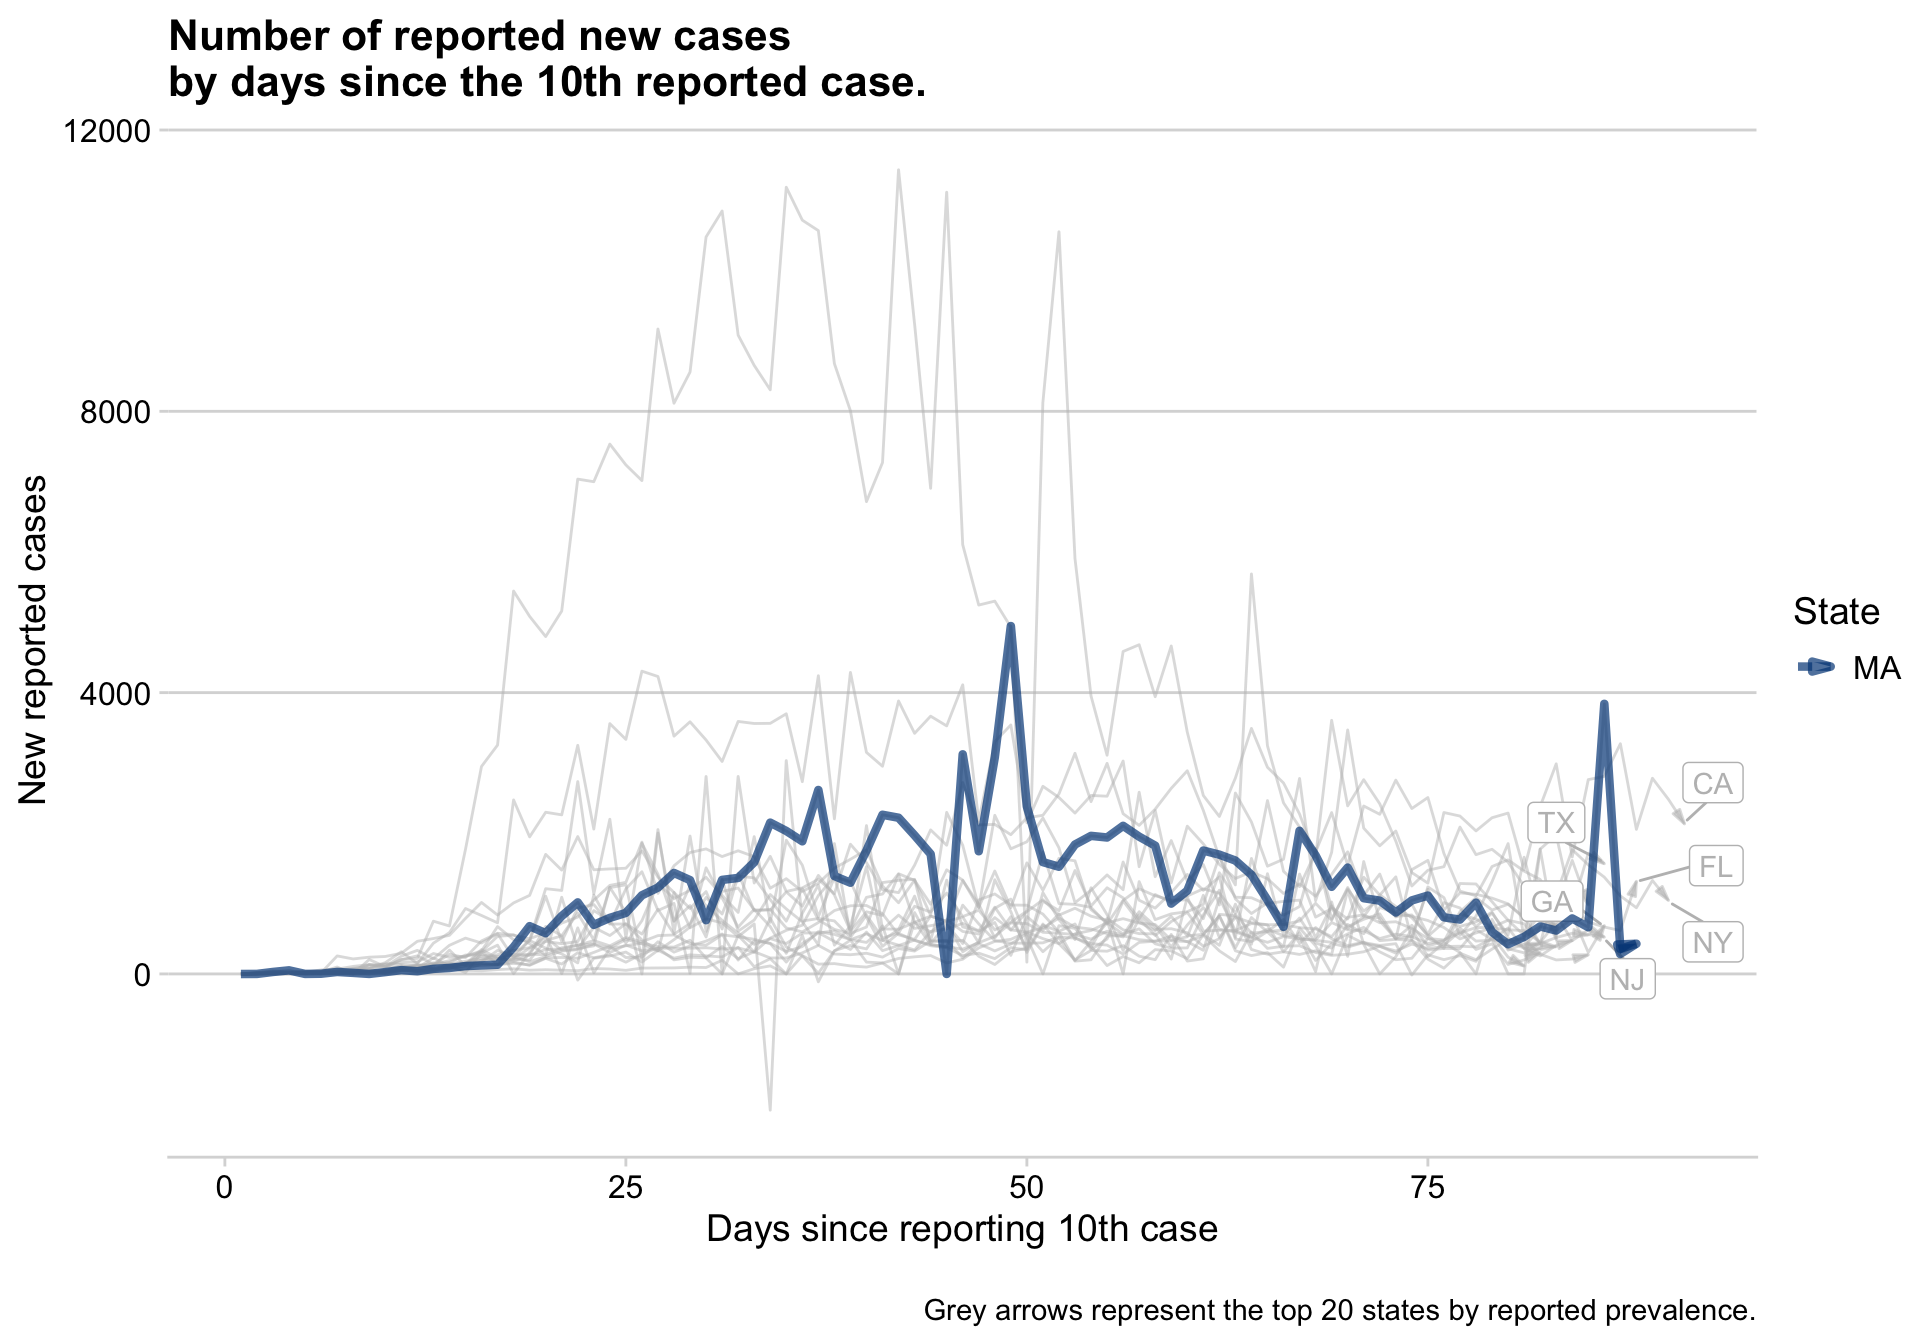 Number of reported new cases
by days since the 10th reported case.
12000
8000
4000
0
New reported cases
CA
TX
FL
GA
NY
NJ
State
MA
0
25
50
75
Days since reporting 10th case
Grey arrows represent the top 20 states by reported prevalence.